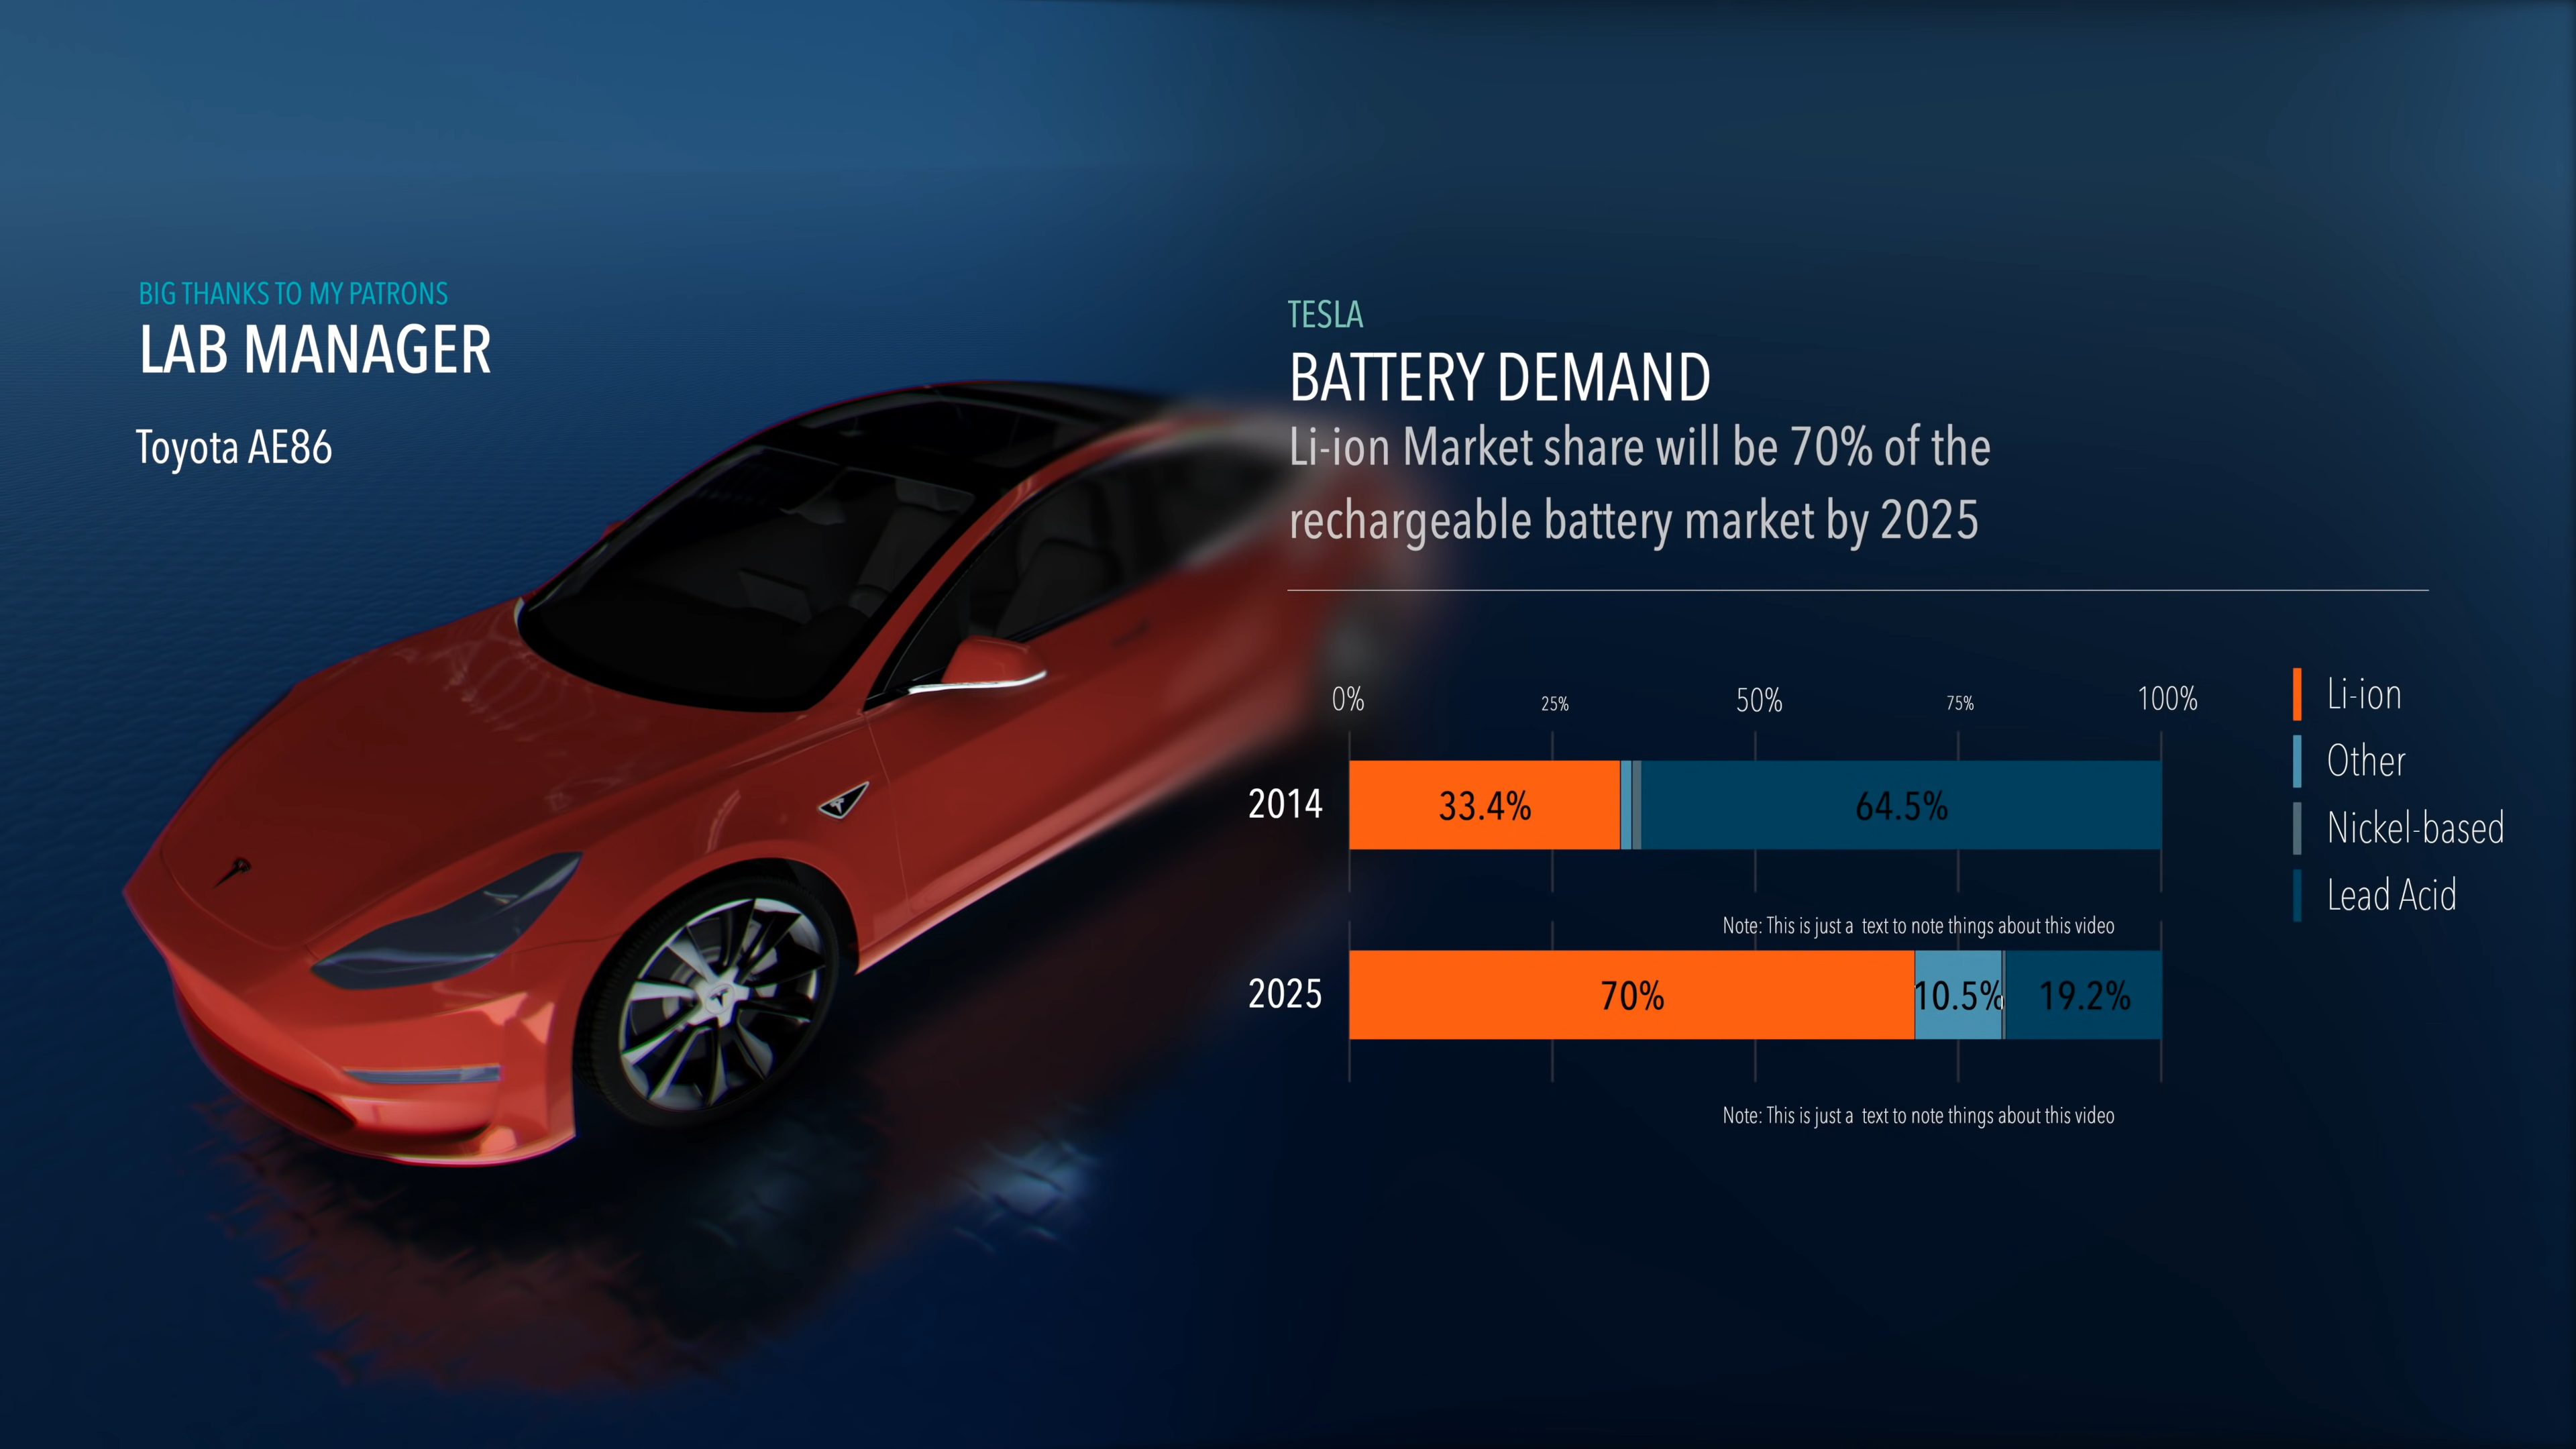 BIG THANKS TO MY PATRONS
LAB MANAGER
Toyota AE86
TESLA
BATTERY DEMAND
Li-ion Market share will be 70% of the
rechargeable battery market by 2025
0% 25% 50% 75% 100%
2014 33.4% 64.5%
Note: This is just a  text to note things about this video
2025 70% 10.5% 19.2%
Note: This is just a  text to note things about this video
Li-ion
Other
Nickel-based
Lead Acid